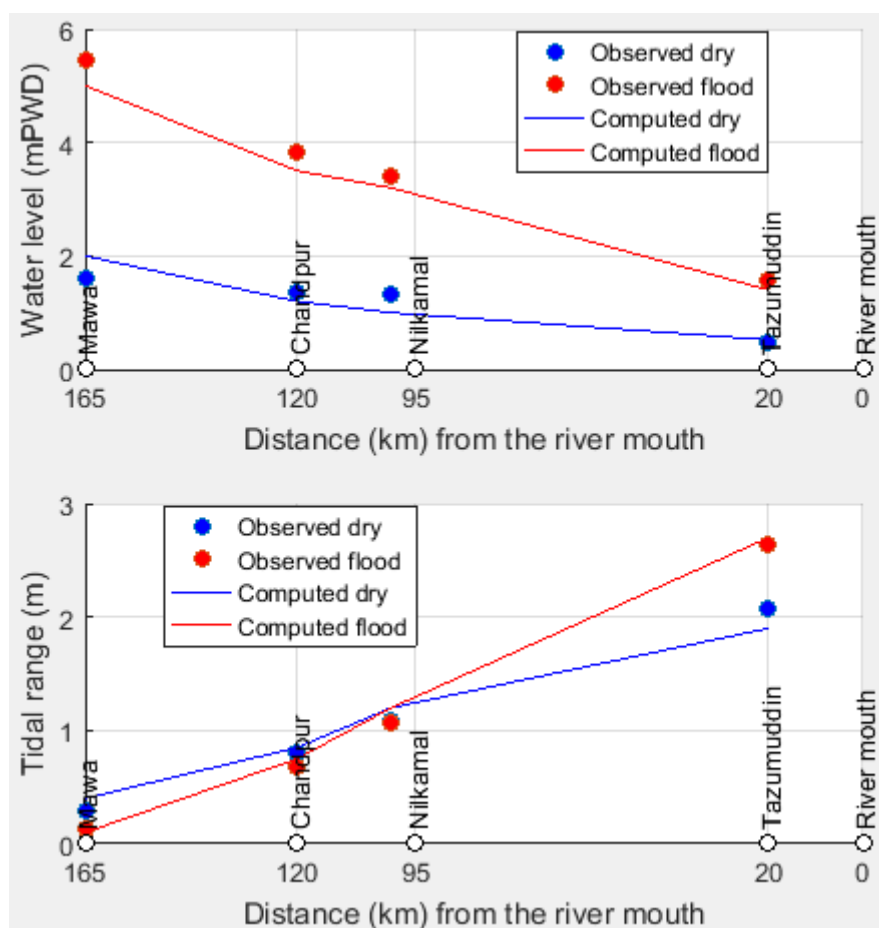 6
4
2
0
Water level (mPWD)
Observed dry
Observed flood
Computed dry
Computed flood
Mawa
Chandpur
Nilkamal
Tazumuddin
River mouth
165 120 95 20 0
Distance (km) from the river mouth
3
2
1
0
Tidal range (m)
Observed dry
Observed flood
Computed dry
Computed flood
Mawa
Chandpur
Nilkamal
Tazumuddin
River mouth
165 120 95 20 0
Distance (km) from the river mouth